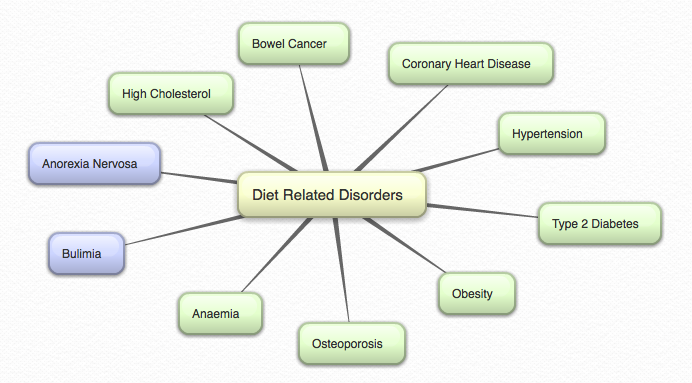 Bowel Cancer
Coronary Heart Disease
High Cholesterol
Hypertension
Anorexia Nervosa
Diet Related Disorders
Type 2 Diabetes
Bulimia
Obesity
Anaemia
Osteoporosis